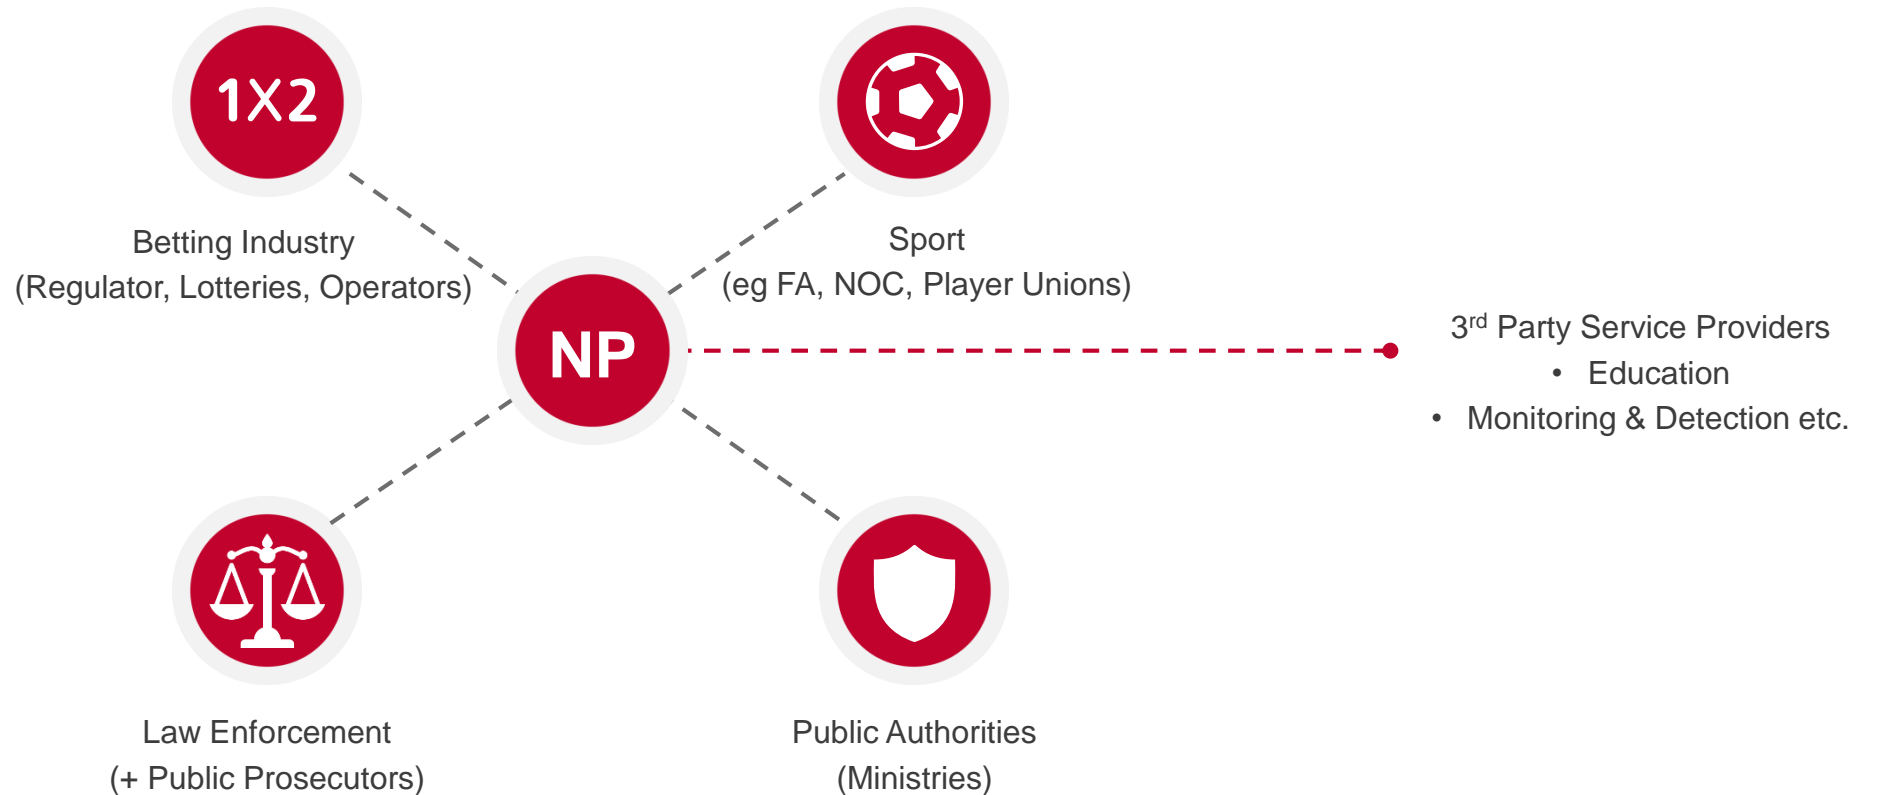 1X2
Betting Industry
(Regulator, Lotteries, Operators)
Sport
(eg FA, NOC, Player Unions)
NP
3rd Party Service Providers
• Education
• Monitoring & Detection etc.
Law Enforcement
(+ Public Prosecutors)
Public Authorities
(Ministries)